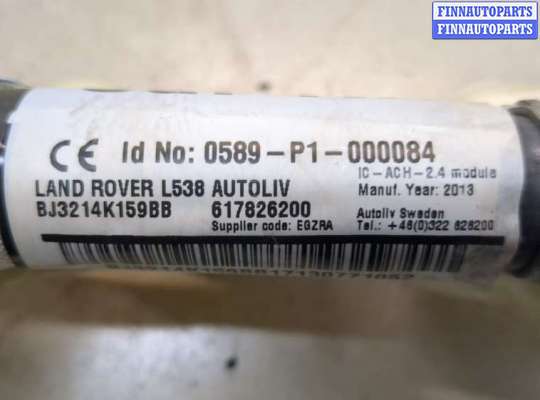 FINNAUTOPARTS
FINNAUTOPARTS
CE Id No: 0589-P1-000084
IC-ACH-2.4 module
LAND ROVER L538 AUTOLIV
Manuf. Year: 2013
BJ3214K159BB 617826200
Supplier code: EGZRA
Autoliv Sweden
Tel.: +46(0)322 626200